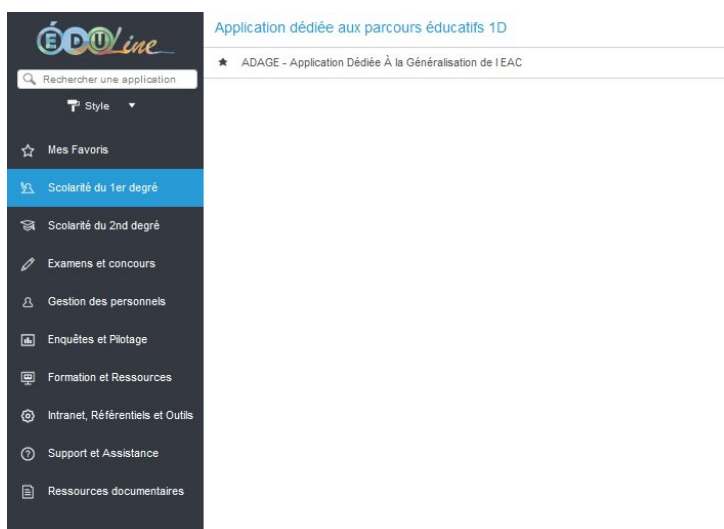 ÉDULine
Rechercher une application
Style
Mes Favoris
Scolarité du 1er degré
Scolarité du 2nd degré
Examens et concours
Gestion des personnels
Enquêtes et Pilotage
Formation et Ressources
Intranet, Référentiels et Outils
Support et Assistance
Ressources documentaires
Application dédiée aux parcours éducatifs 1D
ADAGE - Application Dédiée À la Généralisation de l EAC